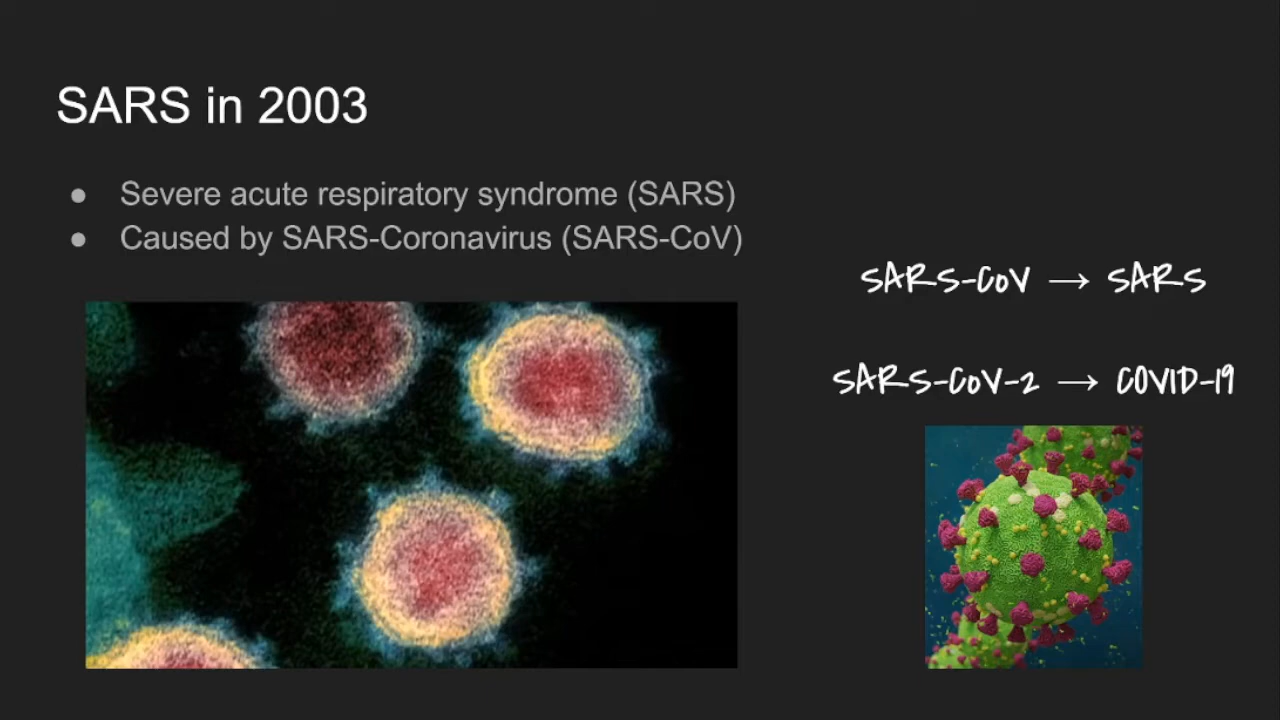 SARS in 2003
● Severe acute respiratory syndrome (SARS)
● Caused by SARS-Coronavirus (SARS-CoV)
SARS-CoV → SARS
SARS-CoV-2 → COVID-19